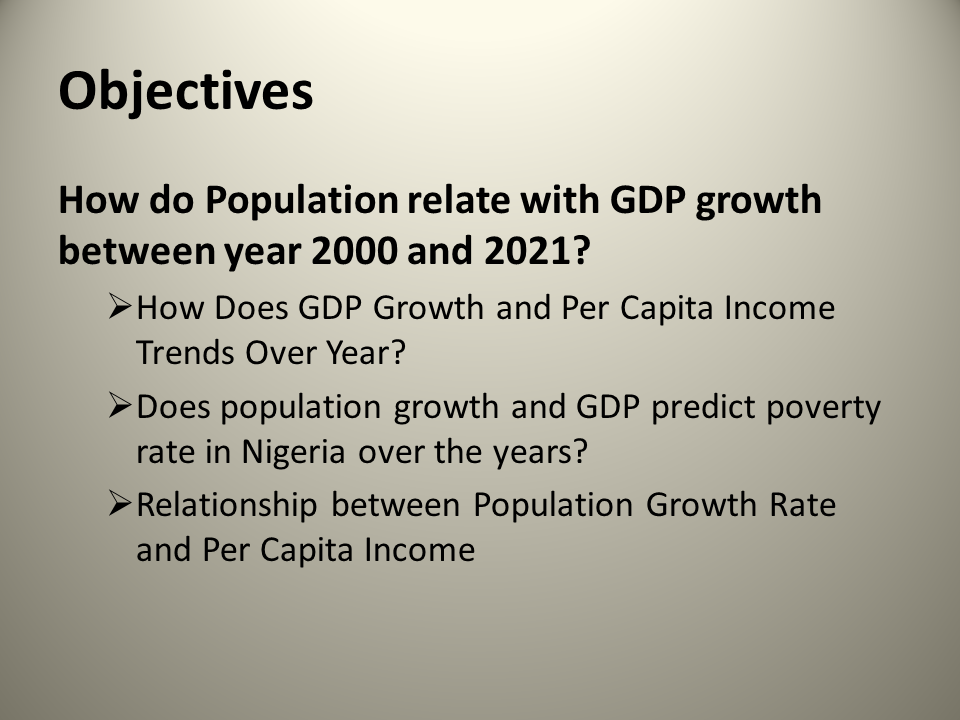 Objectives
How do Population relate with GDP growth
between year 2000 and 2021?
➢How Does GDP Growth and Per Capita Income
Trends Over Year?
➢Does population growth and GDP predict poverty
rate in Nigeria over the years?
➢Relationship between Population Growth Rate
and Per Capita Income